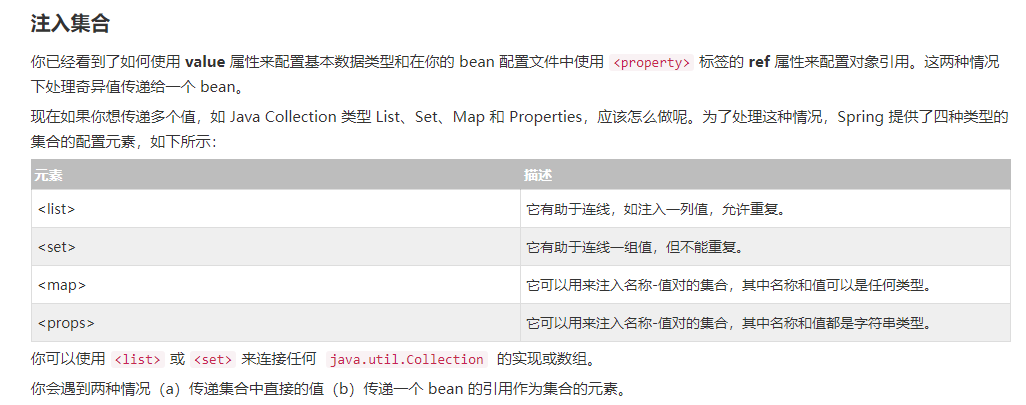 注入集合
你已经看到了如何使用 value 属性来配置基本数据类型和在你的 bean 配置文件中使用 <property> 标签的 ref 属性来配置对象引用。这两种情况
下处理奇异值传递给一个 bean。
现在如果你想传递多个值，如 Java Collection 类型 List、Set、Map 和 Properties，应该怎么做呢。为了处理这种情况，Spring 提供了四种类型的
集合的配置元素，如下所示：
元素 描述
<list> 它有助于连线，如注入一列值，允许重复。
<set> 它有助于连线一组值，但不能重复。
<map> 它可以用来注入名称-值对的集合，其中名称和值可以是任何类型。
<props> 它可以用来注入名称-值对的集合，其中名称和值都是字符串类型。
你可以使用 <list> 或 <set> 来连接任何 java.util.Collection 的实现或数组。
你会遇到两种情况（a）传递集合中直接的值（b）传递一个 bean 的引用作为集合的元素。